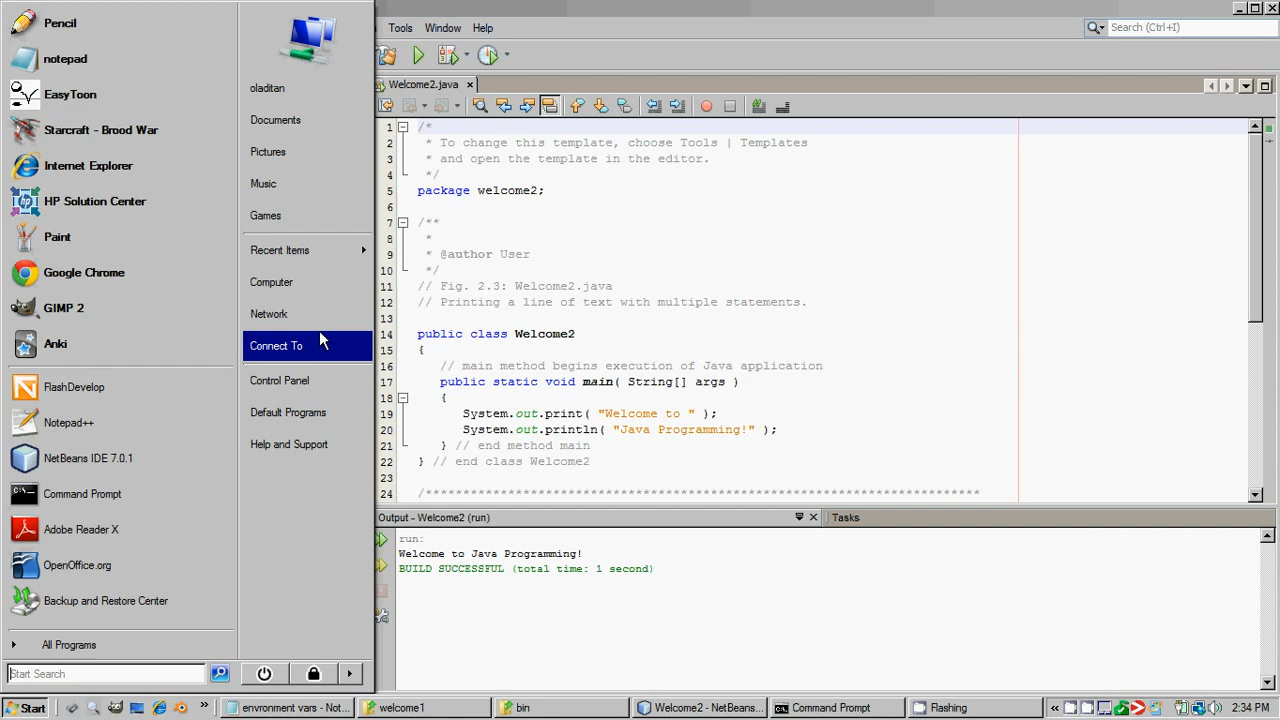 Pencil
notepad
EasyToon
Starcraft - Brood War
Internet Explorer
HP Solution Center
Paint
Google Chrome
GIMP 2
Anki
FlashDevelop
Notepad++
NetBeans IDE 7.0.1
Command Prompt
Adobe Reader X
OpenOffice.org
Backup and Restore Center
All Programs
Start Search
oladitan
Documents
Pictures
Music
Games
Recent Items
Computer
Network
Connect To
Control Panel
Default Programs
Help and Support
Tools Window Help
Search (Ctrl+I)
Welcome2.java
1 /*
2 * To change this template, choose Tools | Templates
3 * and open the template in the editor.
4 */
5 package welcome2;
6
7 /**
8 *
9 * @author User
10 */
11 // Fig. 2.3: Welcome2.java
12 // Printing a line of text with multiple statements.
13
14 public class Welcome2
15 {
16 // main method begins execution of Java application
17 public static void main( String[] args )
18 {
19 System.out.print( "Welcome to " );
20 System.out.println( "Java Programming!" );
21 } // end method main
22 } // end class Welcome2
23
24 /***************************************************************************
Output - Welcome2 (run)
Tasks
run:
Welcome to Java Programming!
BUILD SUCCESSFUL (total time: 1 second)
Start
envronment vars - Not...
welcome1
bin
Welcome2 - NetBeans...
Command Prompt
Flashing
2:34 PM